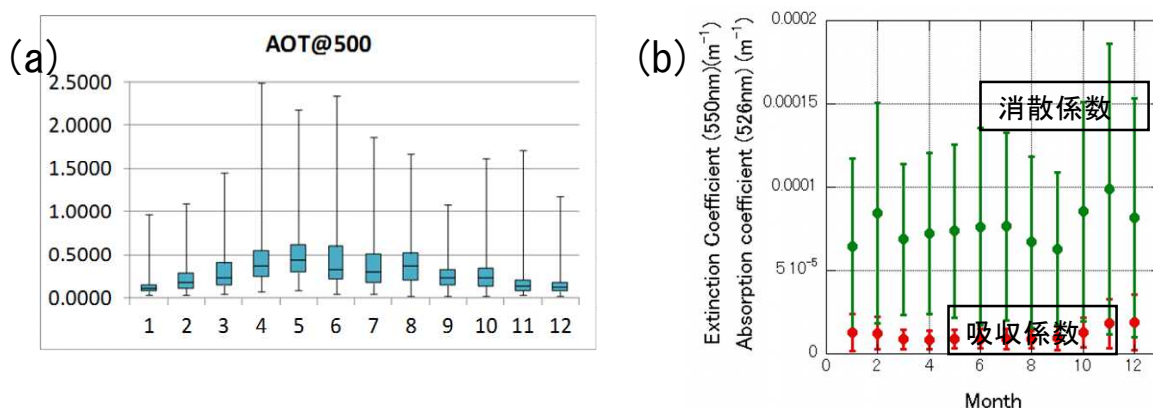 (a)
AOT@500
2.5000
2.0000
1.5000
1.0000
0.5000
0.0000
1 2 3 4 5 6 7 8 9 10 11 12
(b)
Extinction Coefficient (550nm)(m⁻¹)
Absorption coefficient (526nm) (m⁻¹)
0.0002
0.00015
0.0001
5 10⁻⁵
0
消散係数
吸収係数
0 2 4 6 8 10 12
Month